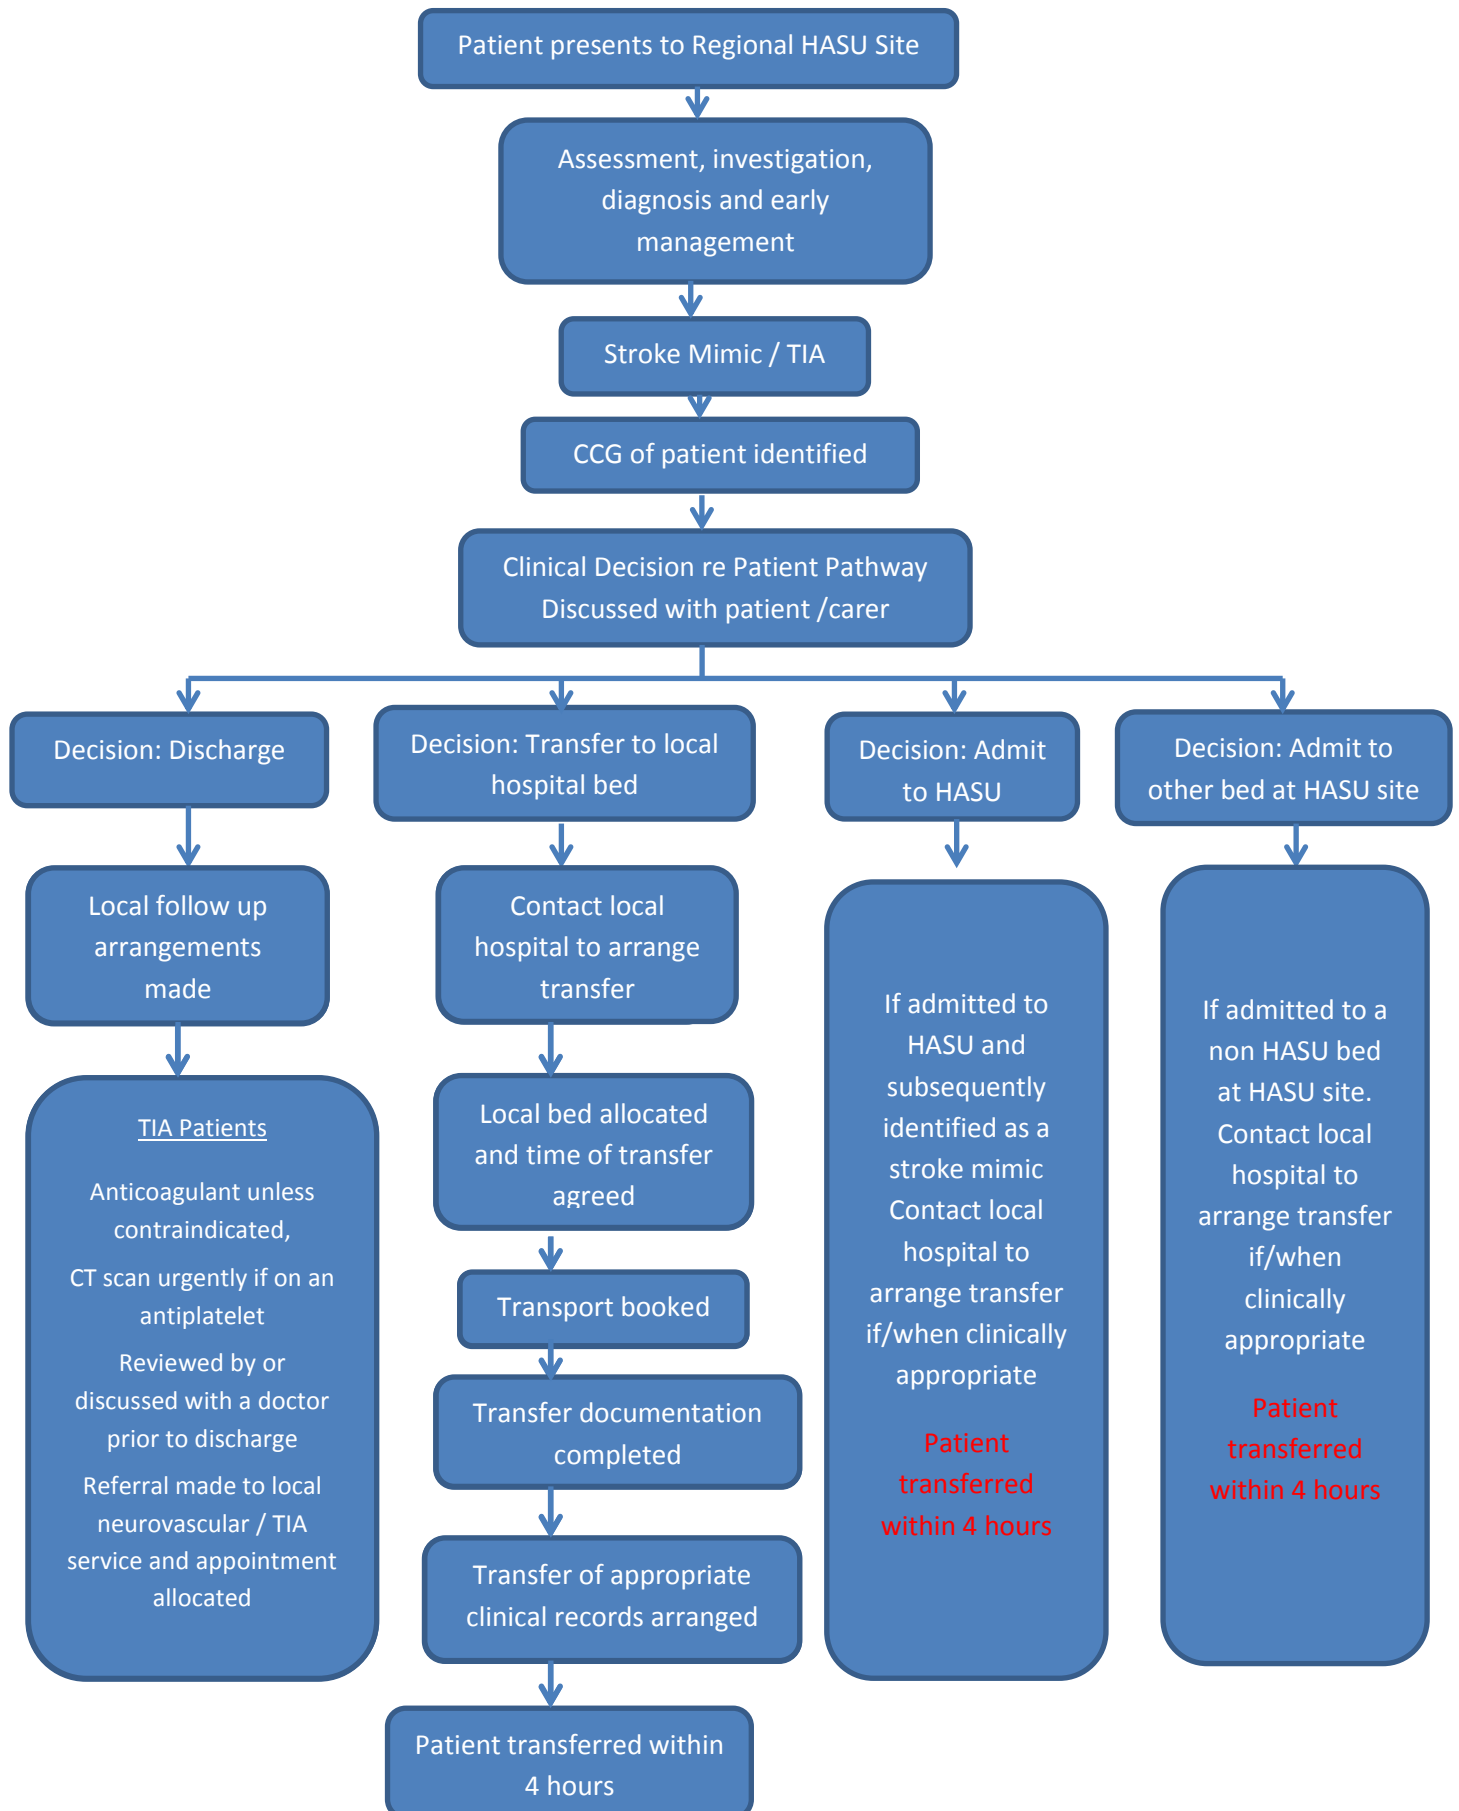 Patient presents to Regional HASU Site
Assessment, investigation,
diagnosis and early
management
Stroke Mimic / TIA
CCG of patient identified
Clinical Decision re Patient Pathway
Discussed with patient /carer
Decision: Discharge
Local follow up
arrangements
made
TIA Patients
Anticoagulant unless
contraindicated,
CT scan urgently if on an
antiplatelet
Reviewed by or
discussed with a doctor
prior to discharge
Referral made to local
neurovascular / TIA
service and appointment
allocated
Decision: Transfer to local
hospital bed
Contact local
hospital to arrange
transfer
Local bed allocated
and time of transfer
agreed
Transport booked
Transfer documentation
completed
Transfer of appropriate
clinical records arranged
Patient transferred within
4 hours
Decision: Admit
to HASU
If admitted to
HASU and
subsequently
identified as a
stroke mimic
Contact local
hospital to
arrange transfer
if/when clinically
appropriate
Patient
transferred
within 4 hours
Decision: Admit to
other bed at HASU site
If admitted to a
non HASU bed
at HASU site.
Contact local
hospital to
arrange transfer
if/when
clinically
appropriate
Patient
transferred
within 4 hours